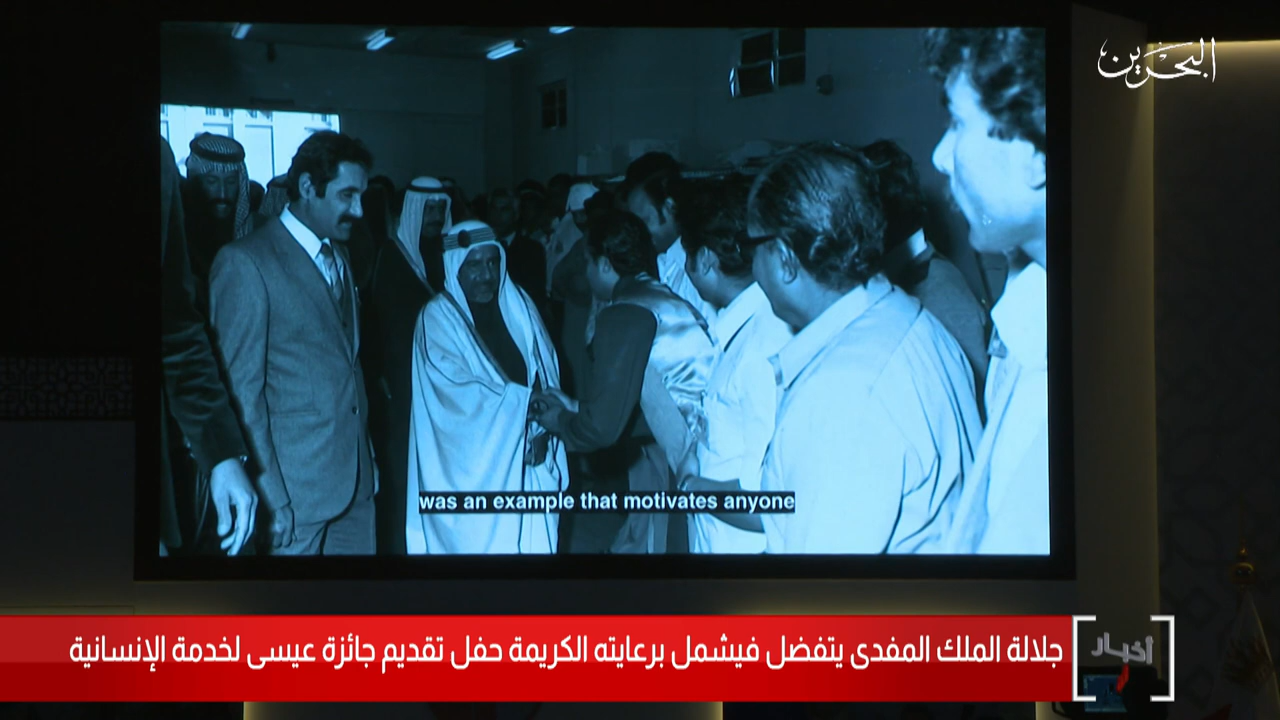 البحرين
was an example that motivates anyone
جلالة الملك المفدى يتفضل فيشمل برعايته الكريمة حفل تقديم جائزة عيسى لخدمة الإنسانية
أخبار